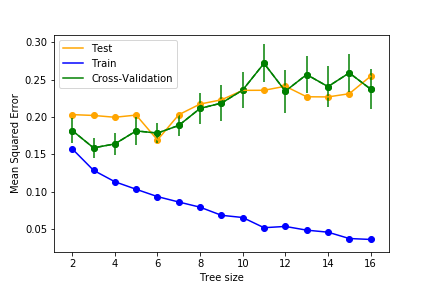 Test
Train
Cross-Validation
0.30
0.25
0.20
0.15
0.10
0.05
Mean Squared Error
2 4 6 8 10 12 14 16
Tree size